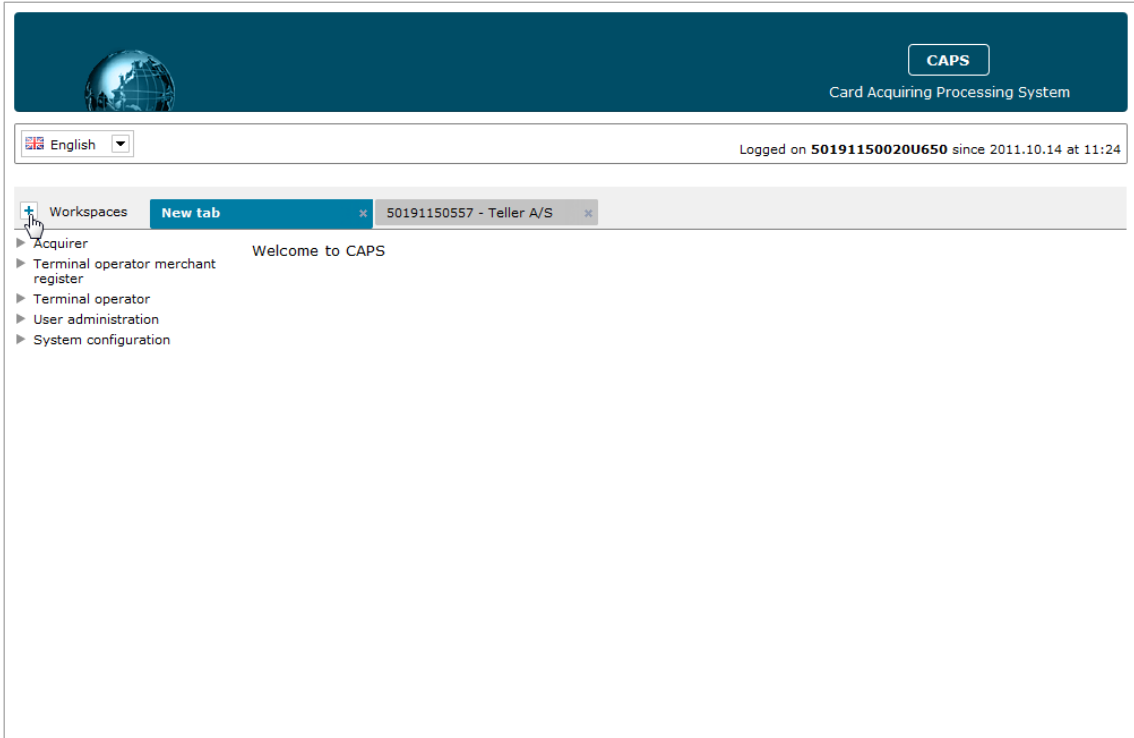 CAPS
Card Acquiring Processing System
English
Logged on 50191150020U650 since 2011.10.14 at 11:24
+ Workspaces New tab × 50191150557 - Teller A/S ×
Acquirer
Welcome to CAPS
Terminal operator merchant
register
Terminal operator
User administration
System configuration